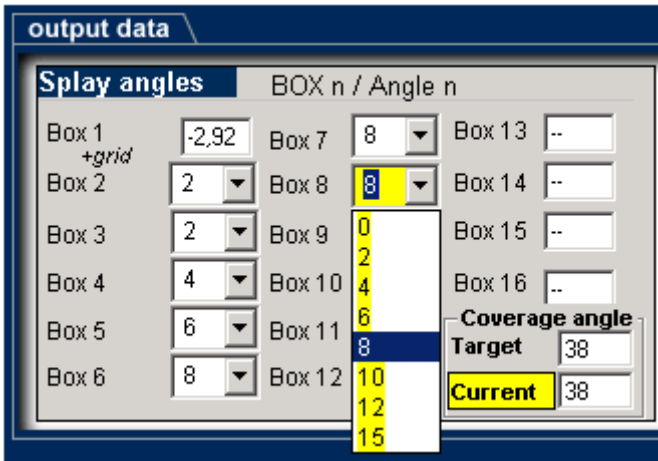 output data
Splay angles BOX n / Angle n
Box 1 -2,92
+grid
Box 2 2
Box 3 2
Box 4 4
Box 5 6
Box 6 8
Box 7 8
Box 8 8
Box 9
Box 10
Box 11
Box 12
0
2
4
6
8
10
12
15
Box 13 --
Box 14 --
Box 15 --
Box 16 --
Coverage angle
Target 38
Current 38